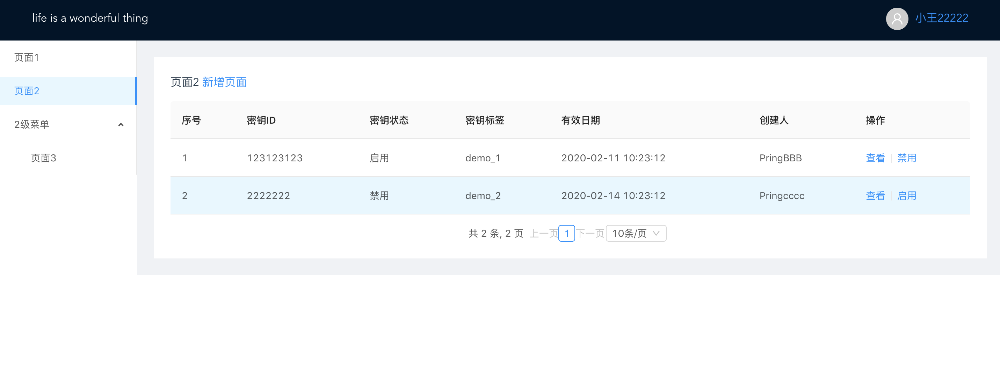 life is a wonderful thing
小王22222
页面1
页面2
2级菜单
页面3
页面2 新增页面
序号 密钥ID 密钥状态 密钥标签 有效日期 创建人 操作
1 123123123 启用 demo_1 2020-02-11 10:23:12 PringBBB 查看 禁用
2 2222222 禁用 demo_2 2020-02-14 10:23:12 Pringcccc 查看 启用
共 2 条, 2 页 上一页 1 下一页 10条/页